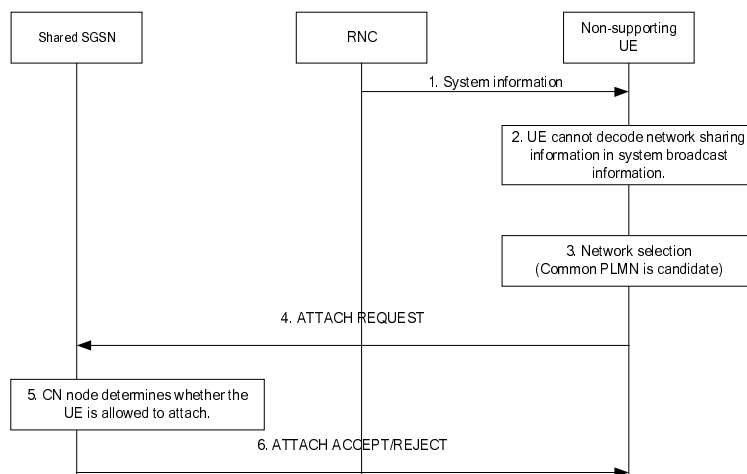 Shared SGSN
RNC
Non-supporting
UE
1. System information
2. UE cannot decode network sharing
information in system broadcast
information.
3. Network selection
(Common PLMN is candidate)
4. ATTACH REQUEST
5. CN node determines whether the
UE is allowed to attach.
6. ATTACH ACCEPT/REJECT